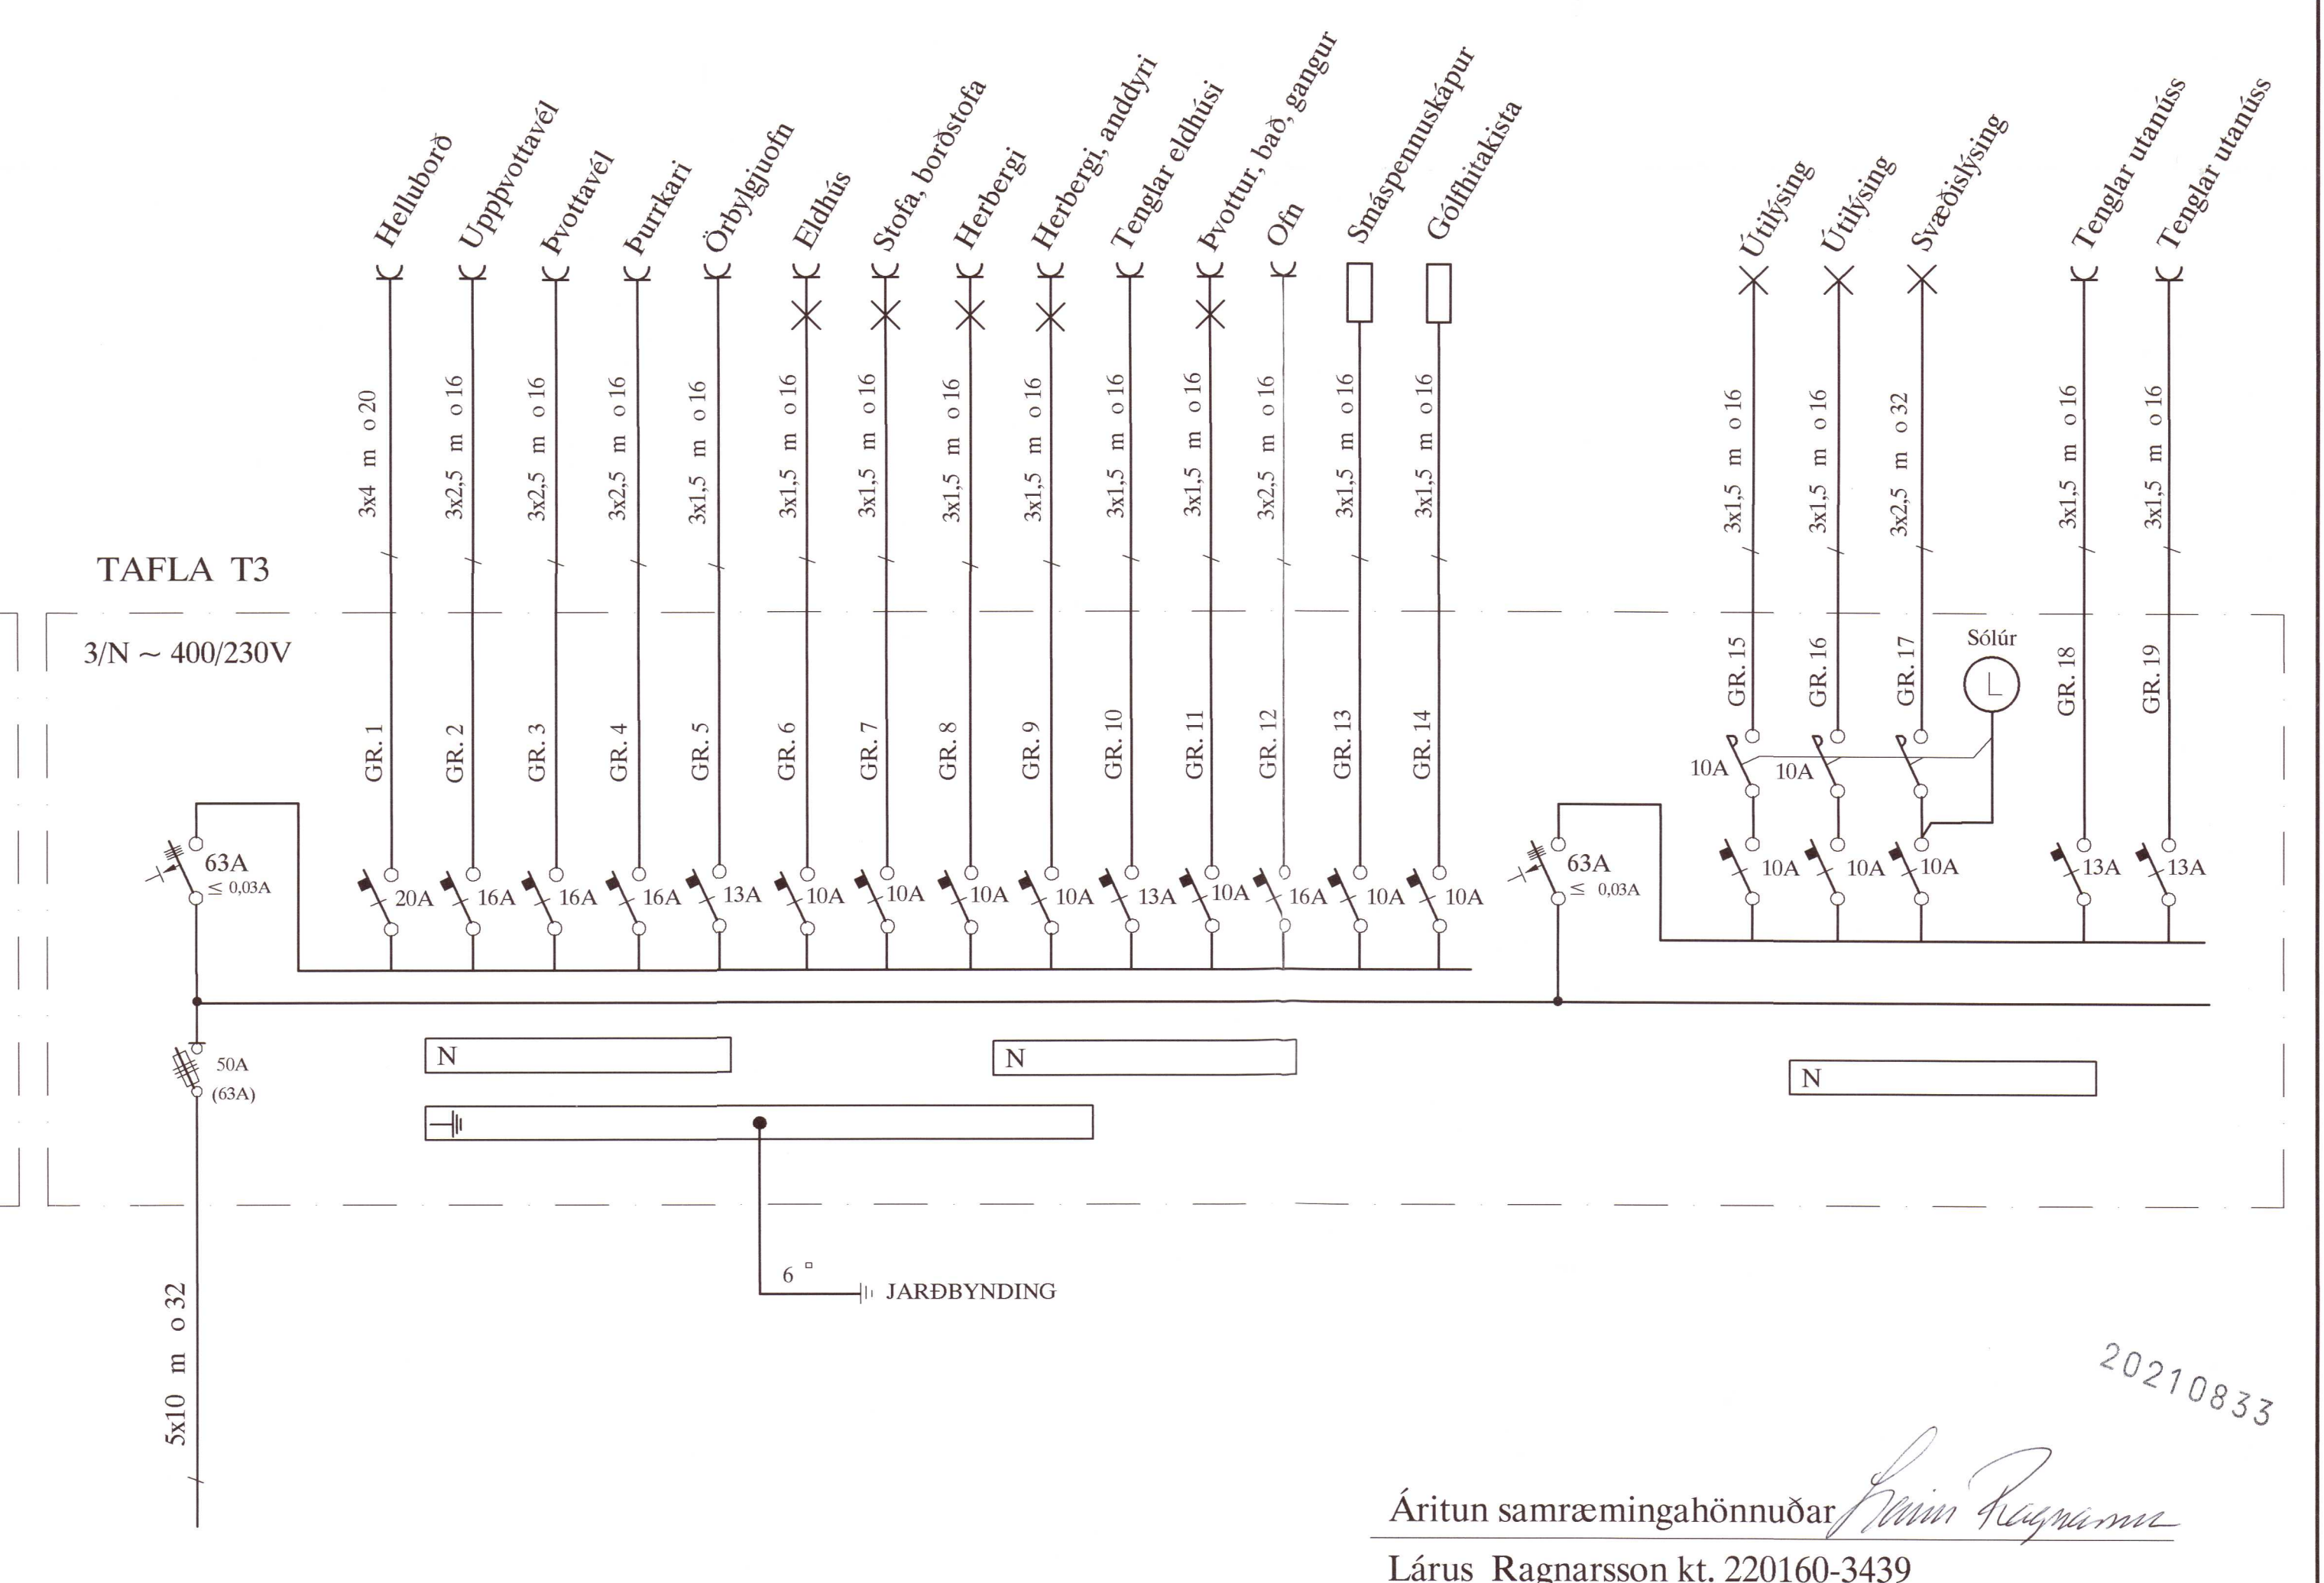 Helluborð
Upppvottavél
Þvottavél
Þurrkari
Örbylgjuofn
Eldhús
Stofa, borðstofa
Herbergi
Herbergi, anddyri
Tenglar eldhúsi
Þvottur, bað, gangur
Ofn
Smáspennuskápur
Gólfhitakista
Útilýsing
Útilýsing
Svæðislýsing
Tenglar utanúss
Tenglar utanúss
3x4 m o 20
3x2,5 m o 16
3x2,5 m o 16
3x2,5 m o 16
3x1,5 m o 16
3x1,5 m o 16
3x1,5 m o 16
3x1,5 m o 16
3x1,5 m o 16
3x1,5 m o 16
3x1,5 m o 16
3x2,5 m o 16
3x1,5 m o 16
3x1,5 m o 16
3x1,5 m o 16
3x1,5 m o 16
3x2,5 m o 32
3x1,5 m o 16
3x1,5 m o 16
TAFLA T3
3/N ~ 400/230V
GR. 1
GR. 2
GR. 3
GR. 4
GR. 5
GR. 6
GR. 7
GR. 8
GR. 9
GR. 10
GR. 11
GR. 12
GR. 13
GR. 14
GR. 15
GR. 16
GR. 17
Sólúr
L
GR. 18
GR. 19
10A
10A
63A
≤ 0,03A
20A
16A
16A
16A
13A
10A
10A
10A
10A
13A
10A
16A
10A
10A
63A
≤ 0,03A
10A
10A
10A
13A
13A
50A
(63A)
N
N
N
6 □
JARÐBYNDING
5x10 m o 32
20210833
Áritun samræmingahönnuðar
Lárus Ragnarsson kt. 220160-3439